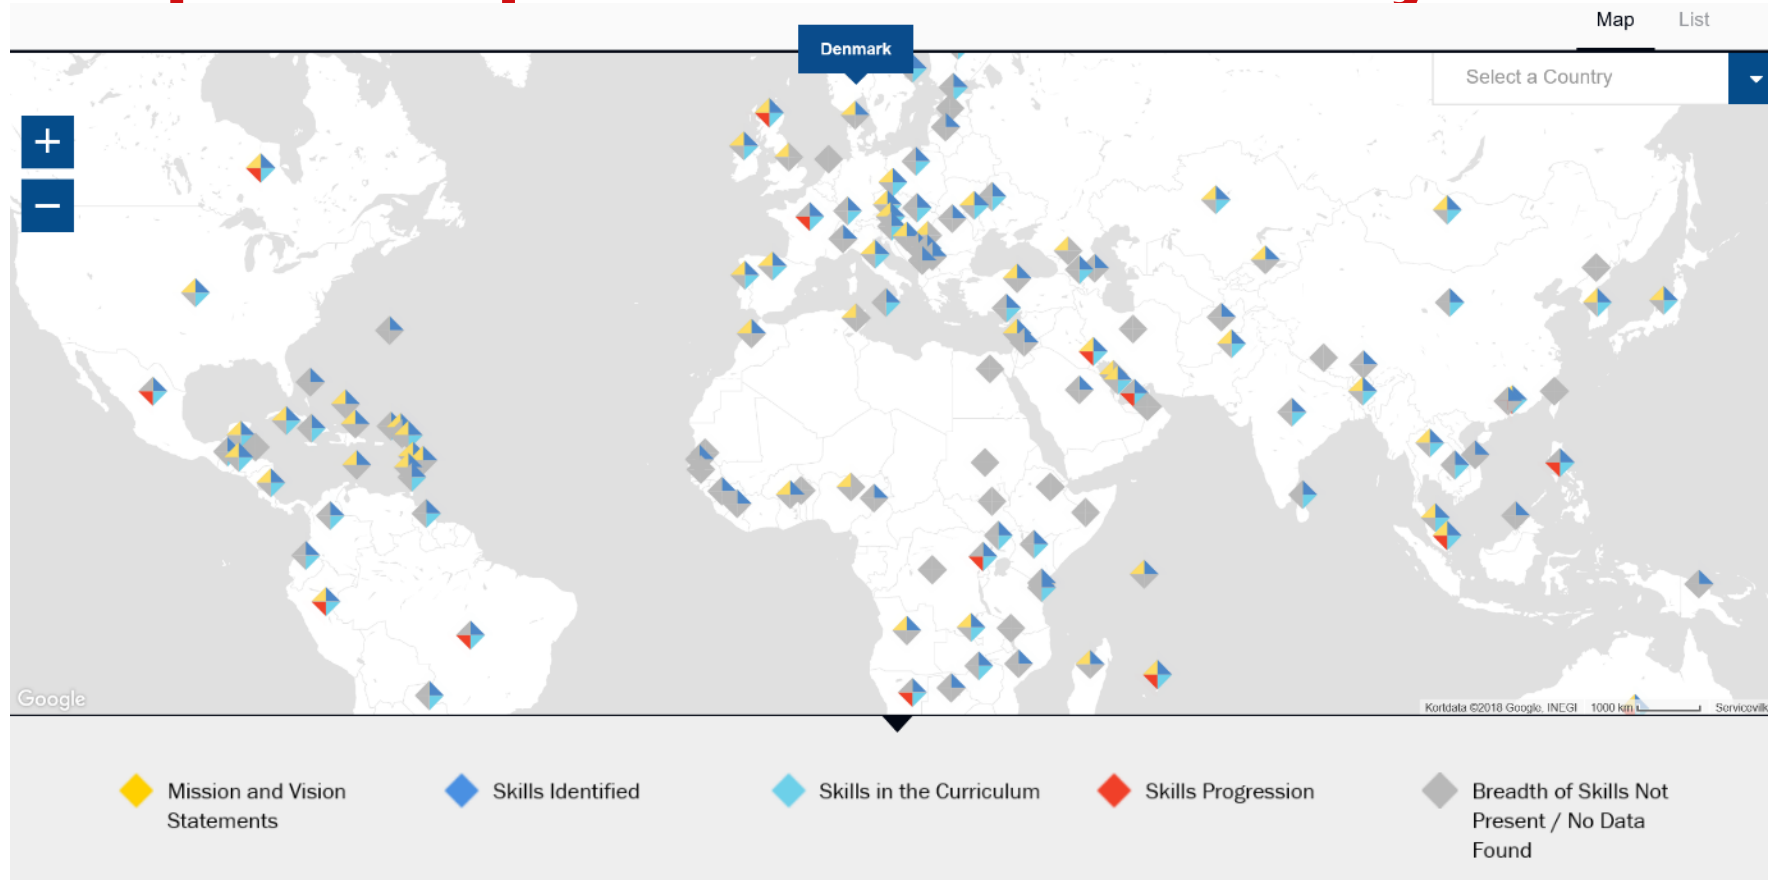 Map
List
Denmark
Select a Country
+
−
Google
Kortdata ©2018 Google, INEGI
1000 km
Servicevilk
Mission and Vision
Statements
Skills Identified
Skills in the Curriculum
Skills Progression
Breadth of Skills Not
Present / No Data
Found